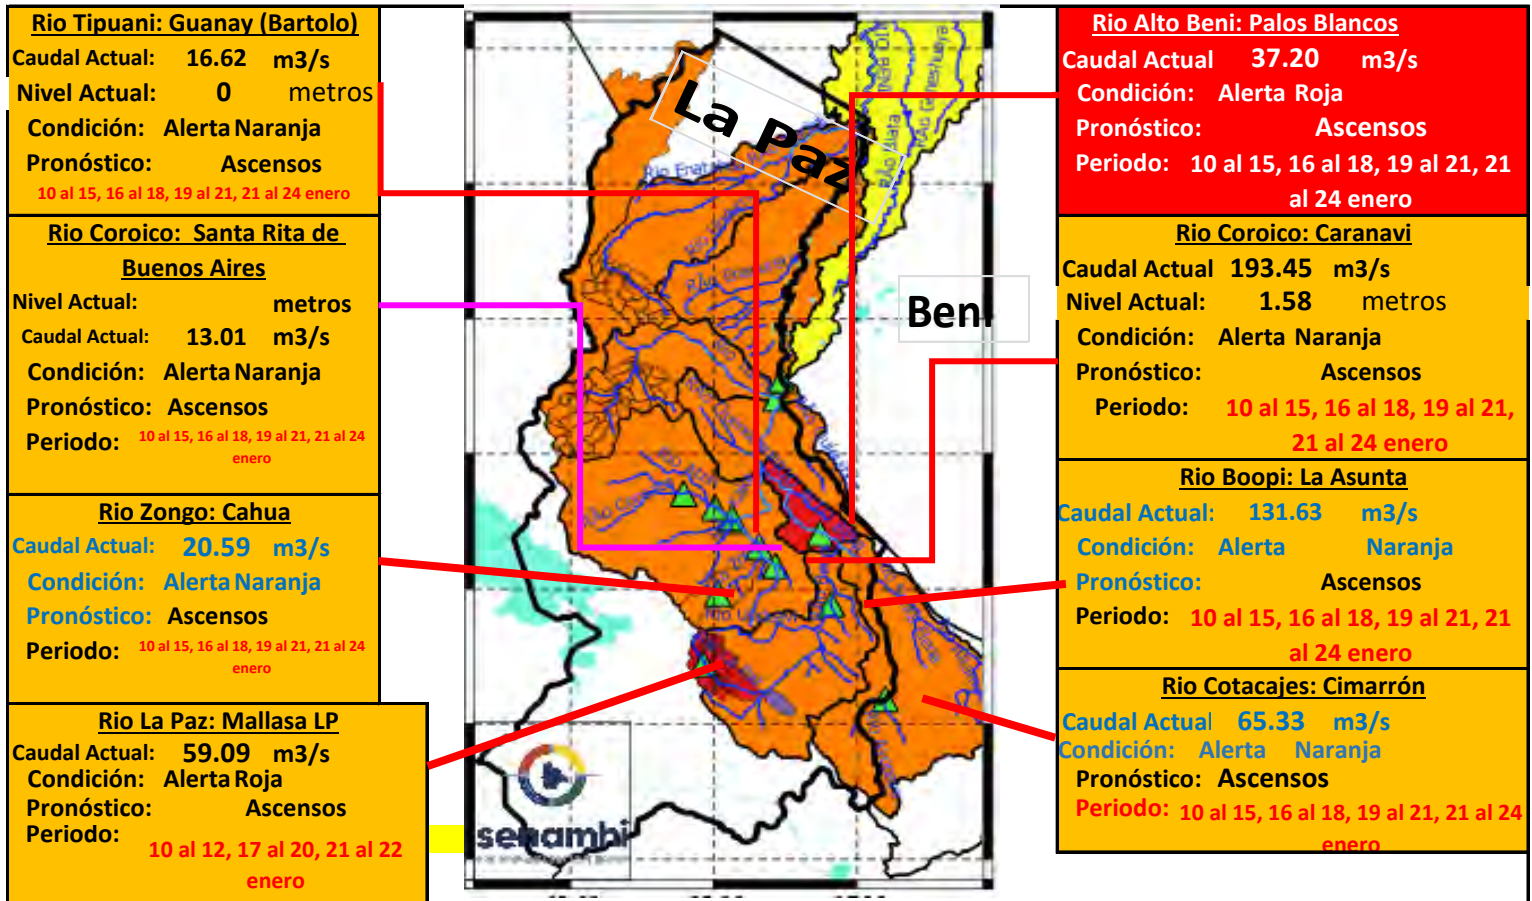 Rio Tipuani: Guanay (Bartolo)
Caudal Actual: 16.62 m3/s
Nivel Actual: 0 metros
Condición: Alerta Naranja
Pronóstico: Ascensos
10 al 15, 16 al 18, 19 al 21, 21 al 24 enero
Rio Coroico: Santa Rita de
Buenos Aires
Nivel Actual: metros
Caudal Actual: 13.01 m3/s
Condición: Alerta Naranja
Pronóstico: Ascensos
Periodo: 10 al 15, 16 al 18, 19 al 21, 21 al 24
enero
Rio Zongo: Cahua
Caudal Actual: 20.59 m3/s
Condición: Alerta Naranja
Pronóstico: Ascensos
Periodo: 10 al 15, 16 al 18, 19 al 21, 21 al 24
enero
Rio La Paz: Mallasa LP
Caudal Actual: 59.09 m3/s
Condición: Alerta Roja
Pronóstico: Ascensos
Periodo:
10 al 12, 17 al 20, 21 al 22
enero
La Paz
Beni
senamhi
Rio Alto Beni: Palos Blancos
Caudal Actual 37.20 m3/s
Condición: Alerta Roja
Pronóstico: Ascensos
Periodo: 10 al 15, 16 al 18, 19 al 21, 21
al 24 enero
Rio Coroico: Caranavi
Caudal Actual 193.45 m3/s
Nivel Actual: 1.58 metros
Condición: Alerta Naranja
Pronóstico: Ascensos
Periodo: 10 al 15, 16 al 18, 19 al 21,
21 al 24 enero
Rio Boopi: La Asunta
Caudal Actual: 131.63 m3/s
Condición: Alerta Naranja
Pronóstico: Ascensos
Periodo: 10 al 15, 16 al 18, 19 al 21, 21
al 24 enero
Rio Cotacajes: Cimarrón
Caudal Actual 65.33 m3/s
Condición: Alerta Naranja
Pronóstico: Ascensos
Periodo: 10 al 15, 16 al 18, 19 al 21, 21 al 24
enero